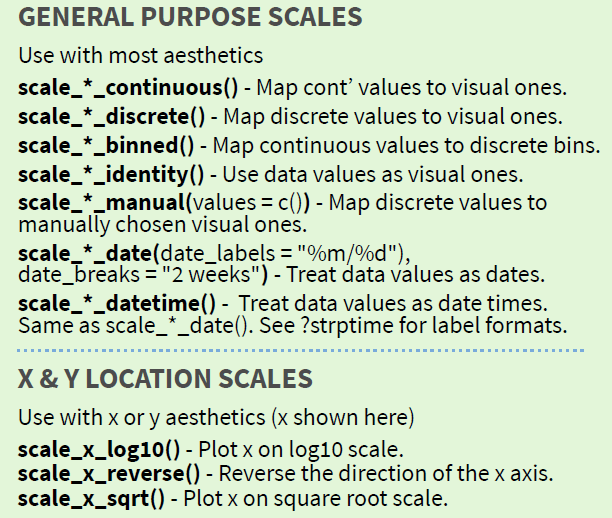 GENERAL PURPOSE SCALES
Use with most aesthetics
scale_*_continuous() - Map cont’ values to visual ones.
scale_*_discrete() - Map discrete values to visual ones.
scale_*_binned() - Map continuous values to discrete bins.
scale_*_identity() - Use data values as visual ones.
scale_*_manual(values = c()) - Map discrete values to
manually chosen visual ones.
scale_*_date(date_labels = "%m/%d"),
date_breaks = "2 weeks") - Treat data values as dates.
scale_*_datetime() - Treat data values as date times.
Same as scale_*_date(). See ?strptime for label formats.
X & Y LOCATION SCALES
Use with x or y aesthetics (x shown here)
scale_x_log10() - Plot x on log10 scale.
scale_x_reverse() - Reverse the direction of the x axis.
scale_x_sqrt() - Plot x on square root scale.